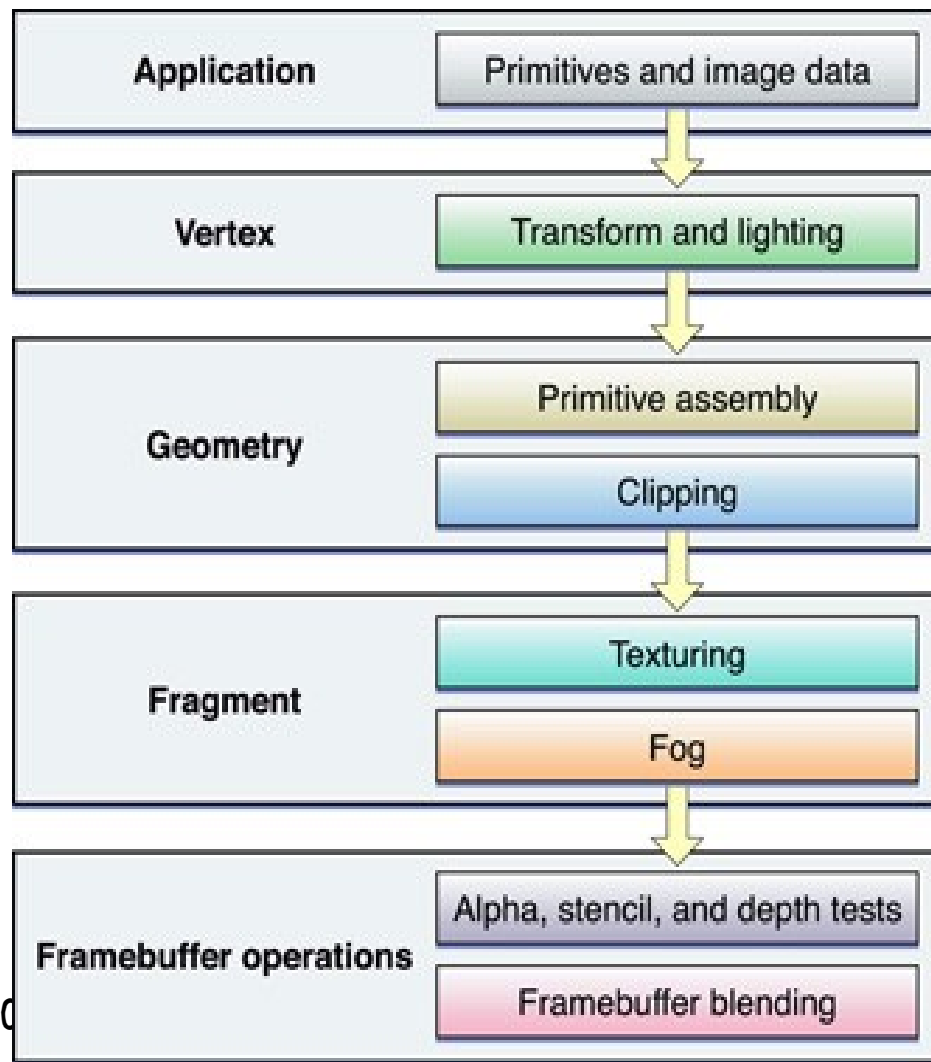 Application
Primitives and image data
Vertex
Transform and lighting
Geometry
Primitive assembly
Clipping
Fragment
Texturing
Fog
Framebuffer operations
Alpha, stencil, and depth tests
Framebuffer blending